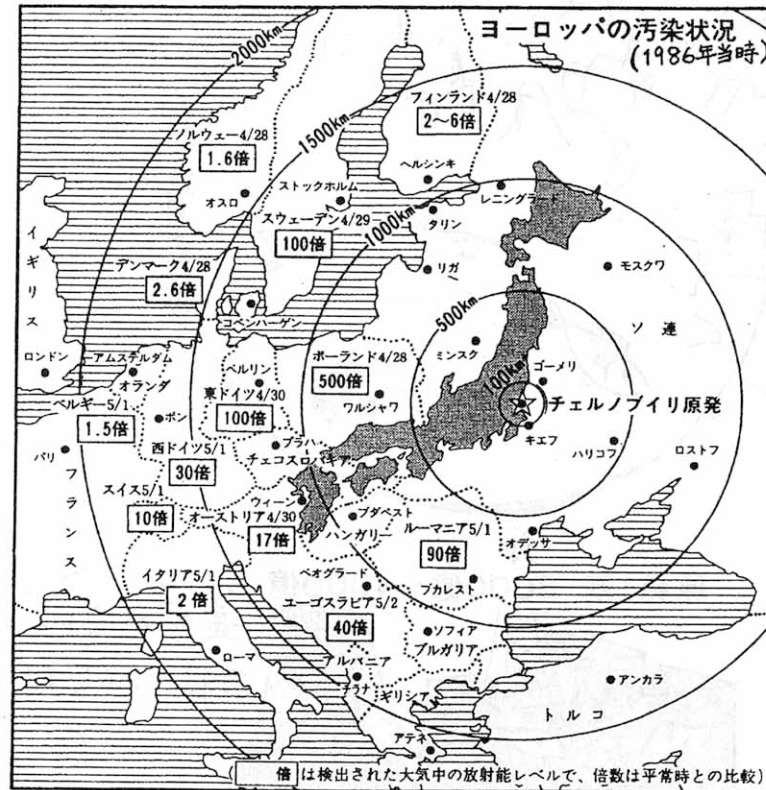 ヨーロッパの汚染状況
(1986年当時)
2000km
フィンランド4/28
2〜6倍
ノルウェー4/28
1.6倍
1500km
ヘルシンキ
ストックホルム
レニングラード
オスロ
スウェーデン4/29
100倍
1000km
タリン
イギリス
デンマーク4/28
2.6倍
リガ
モスクワ
コペンハーゲン
500km
ソ連
ロンドン
アムステルダム
オランダ
ベルリン
東ドイツ4/30
100倍
ポーランド4/28
500倍
ワルシャワ
ミンスク
100km
ゴーメリ
チェルノブイリ原発
ベルギー5/1
1.5倍
ボン
キエフ
パリ
西ドイツ5/1
30倍
プラハ
チェコスロバキア
ハリコフ
ロストフ
フランス
スイス5/1
10倍
ウィーン
オーストリア4/30
17倍
ブダペスト
ハンガリー
ルーマニア5/1
90倍
オデッサ
イタリア5/1
2倍
ベオグラード
ブカレスト
ユーゴスラビア5/2
40倍
ソフィア
ブルガリア
ローマ
アルバニア
チラナ
ギリシア
アンカラ
トルコ
アテネ
倍は検出された大気中の放射能レベルで、倍数は平常時との比較)